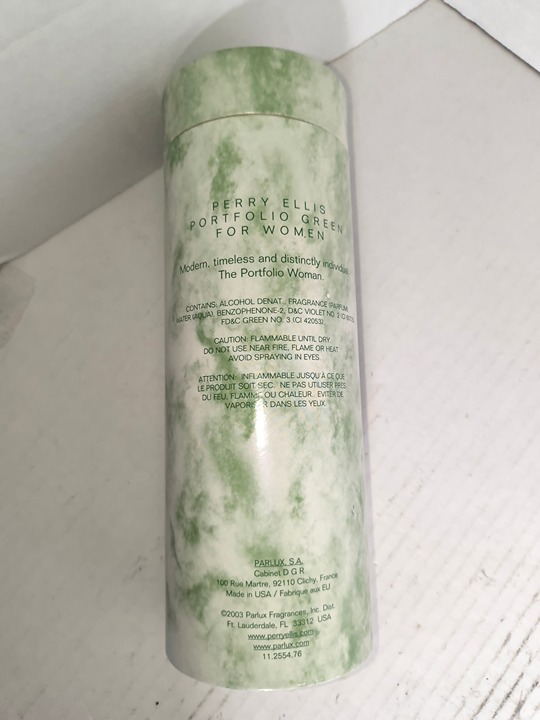 PERRY ELLIS
PORTFOLIO GREEN
FOR WOMEN
Modern, timeless and distinctly
The Portfolio Woman.
CONTAINS: ALCOHOL DENAT., FRAGRANCE (PARFUM),
WATER (AQUA), BENZOPHENONE-2, D&C VIOLET NO. 2
FD&C GREEN NO. 3 (CI 42053).
CAUTION: FLAMMABLE UNTIL DRY.
DO NOT USE NEAR FIRE, FLAME OR HEAT.
AVOID SPRAYING IN EYES.
ATTENTION: INFLAMMABLE JUSQU'À CE QUE
LE PRODUIT SOIT SEC. NE PAS UTILISER PRES
DU FEU, FLAMME OU CHALEUR. EVITER DE
DANS LES YEUX.
PARLUX, S.A.
Cabinet D G R
100 Rue Martre, 92110 Clichy, France
Made in USA / Fabriqué aux EU
©2003 Parlux Fragrances, Inc. Dist.
Ft. Lauderdale, FL 33312 USA
www.perryellis.com
www.parlux.com
11.2554.76